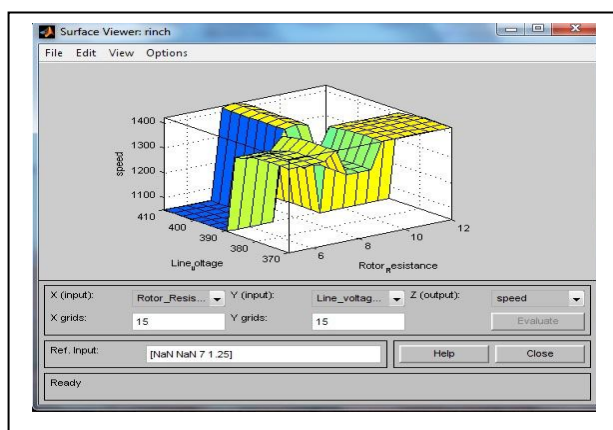 Surface Viewer: rinch
File Edit View Options
1400
1300
1200
1100
speed
410
400
390
380
370
Line_voltage
6
8
10
12
Rotor_Resistance
X (input): Rotor_Resis... Y (input): Line_voltag... Z (output): speed
X grids: 15 Y grids: 15 Evaluate
Ref. Input: [NaN NaN 7 1.25] Help Close
Ready